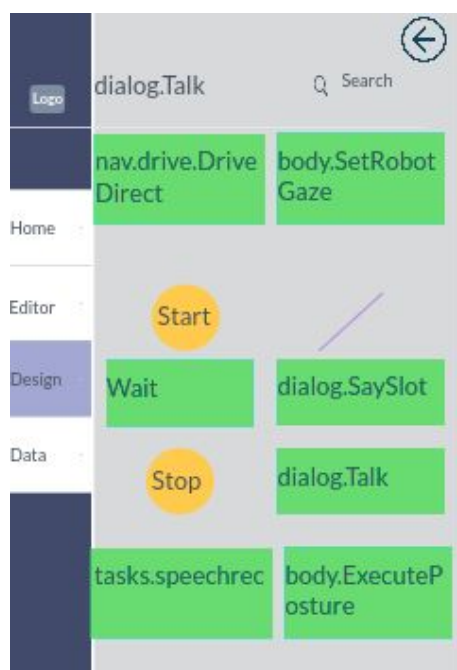 Logo
dialog.Talk
Search
nav.drive.Drive
Direct
body.SetRobot
Gaze
Home
Editor
Start
Design
Wait
dialog.SaySlot
Data
Stop
dialog.Talk
tasks.speechrec
body.ExecuteP
osture